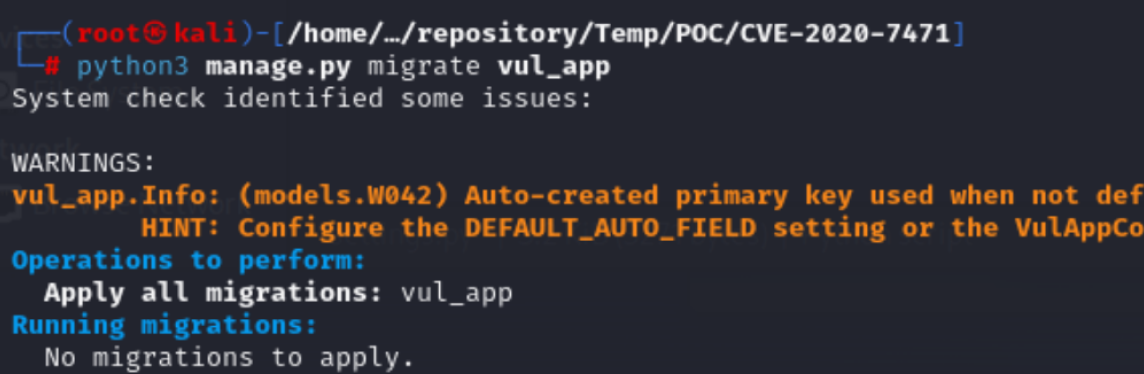 ┌──(root㉿kali)-[/home/…/repository/Temp/POC/CVE-2020-7471]
└─# python3 manage.py migrate vul_app
System check identified some issues:

WARNINGS:
vul_app.Info: (models.W042) Auto-created primary key used when not def
HINT: Configure the DEFAULT_AUTO_FIELD setting or the VulAppCo
Operations to perform:
Apply all migrations: vul_app
Running migrations:
No migrations to apply.